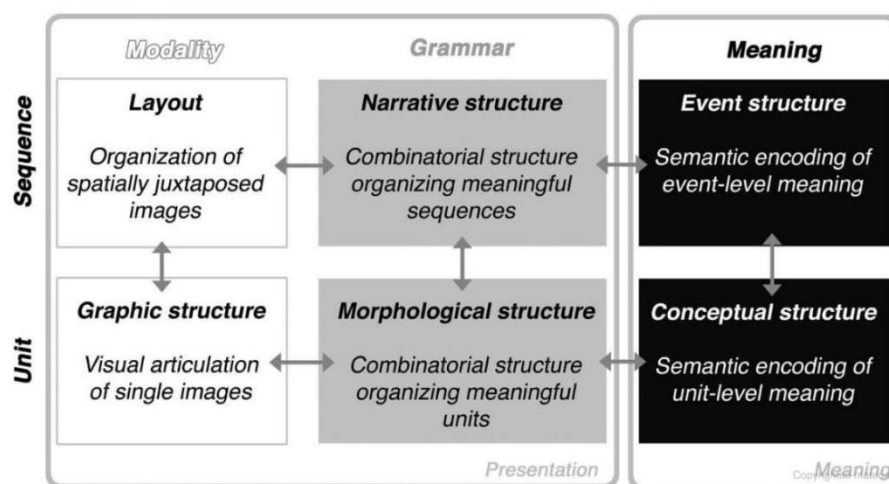 Modality
Grammar
Meaning
Sequence
Layout
Organization of
spatially juxtaposed
images
Narrative structure
Combinatorial structure
organizing meaningful
sequences
Event structure
Semantic encoding of
event-level meaning
Unit
Graphic structure
Visual articulation
of single images
Morphological structure
Combinatorial structure
organizing meaningful
units
Conceptual structure
Semantic encoding of
unit-level meaning
Presentation
Meaning